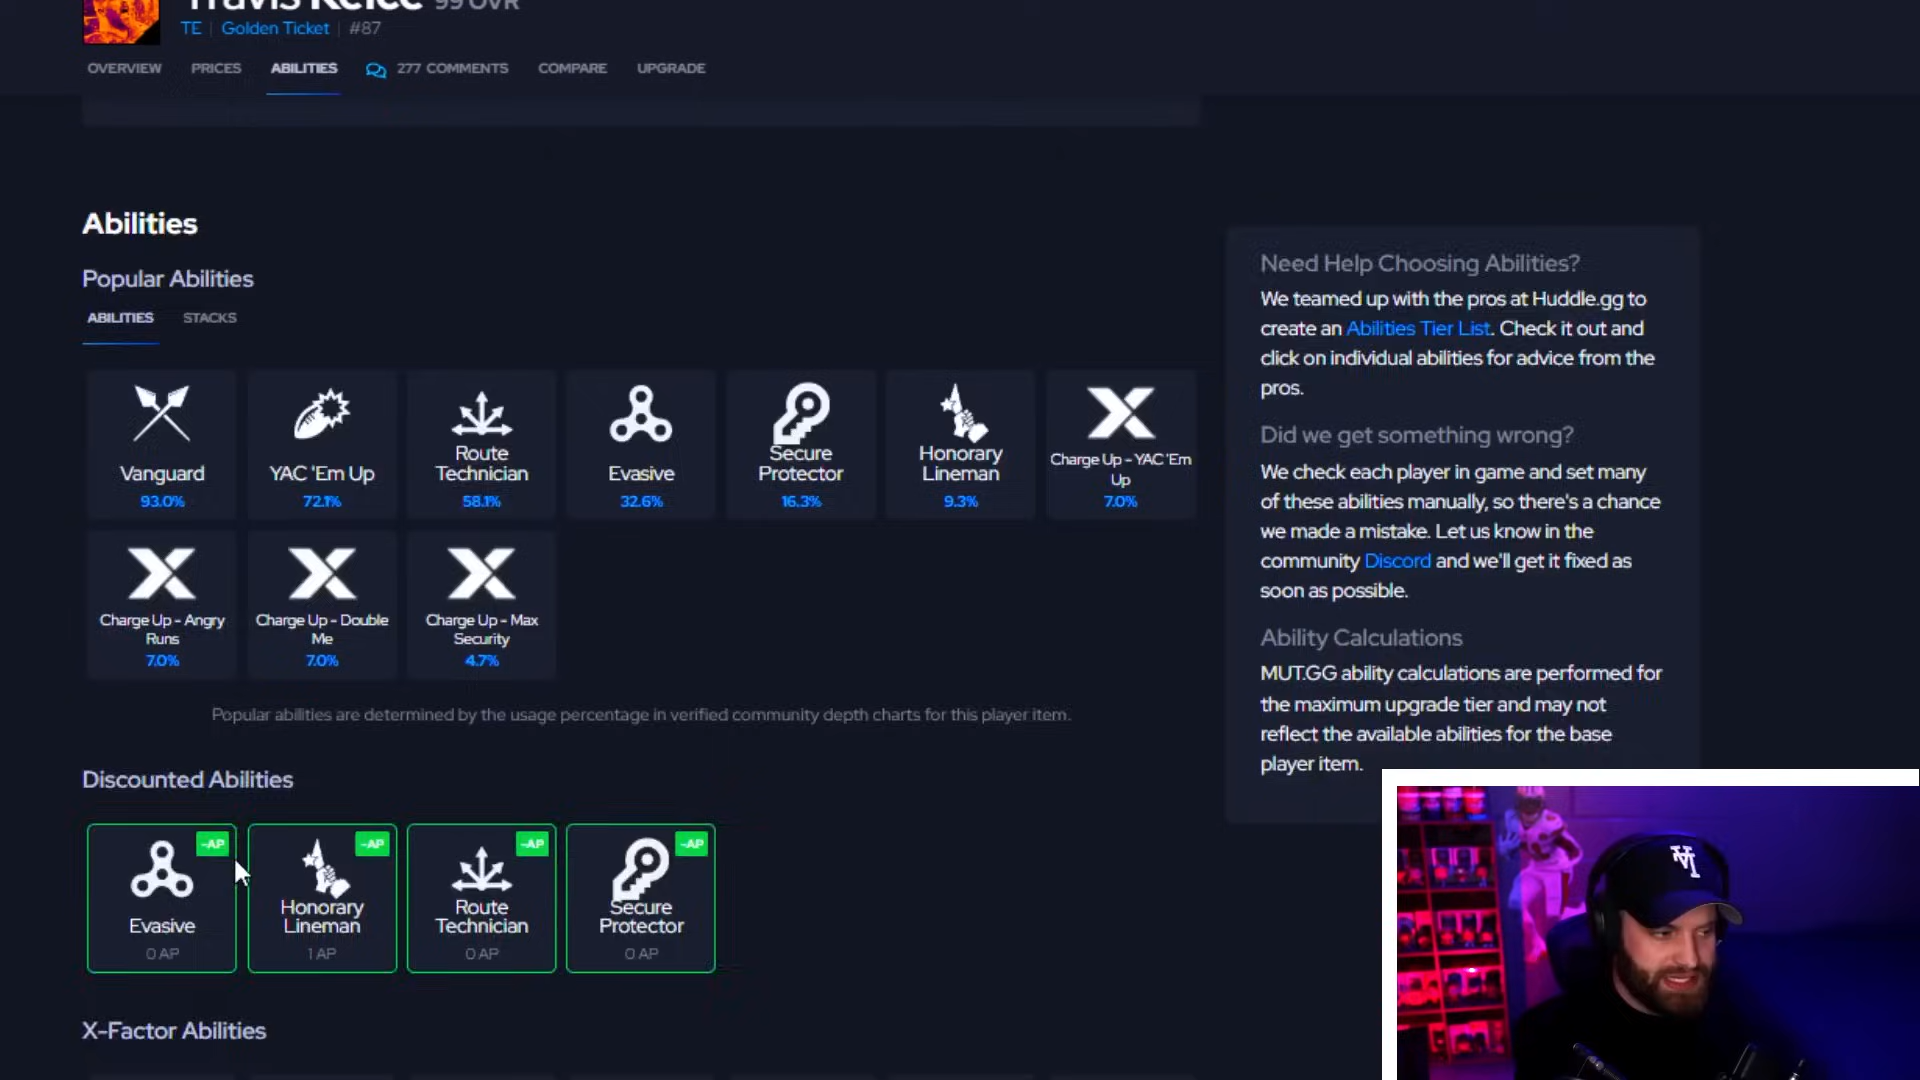 Travis Kelce 99 OVR
TE | Golden Ticket | #87
OVERVIEW PRICES ABILITIES 277 COMMENTS COMPARE UPGRADE
Abilities
Popular Abilities
ABILITIES STACKS
Vanguard
93.0%
YAC 'Em Up
72.1%
Route
Technician
58.1%
Evasive
32.6%
Secure
Protector
16.3%
Honorary
Lineman
9.3%
Charge Up - YAC 'Em
Up
7.0%
Charge Up - Angry
Runs
7.0%
Charge Up - Double
Me
7.0%
Charge Up - Max
Security
4.7%
Popular abilities are determined by the usage percentage in verified community depth charts for this player item.
Discounted Abilities
-AP
Evasive
0 AP
-AP
Honorary
Lineman
1 AP
-AP
Route
Technician
0 AP
-AP
Secure
Protector
0 AP
X-Factor Abilities
Need Help Choosing Abilities?
We teamed up with the pros at Huddle.gg to
create an Abilities Tier List. Check it out and
click on individual abilities for advice from the
pros.
Did we get something wrong?
We check each player in game and set many
of these abilities manually, so there's a chance
we made a mistake. Let us know in the
community Discord and we'll get it fixed as
soon as possible.
Ability Calculations
MUT.GG ability calculations are performed for
the maximum upgrade tier and may not
reflect the available abilities for the base
player item.